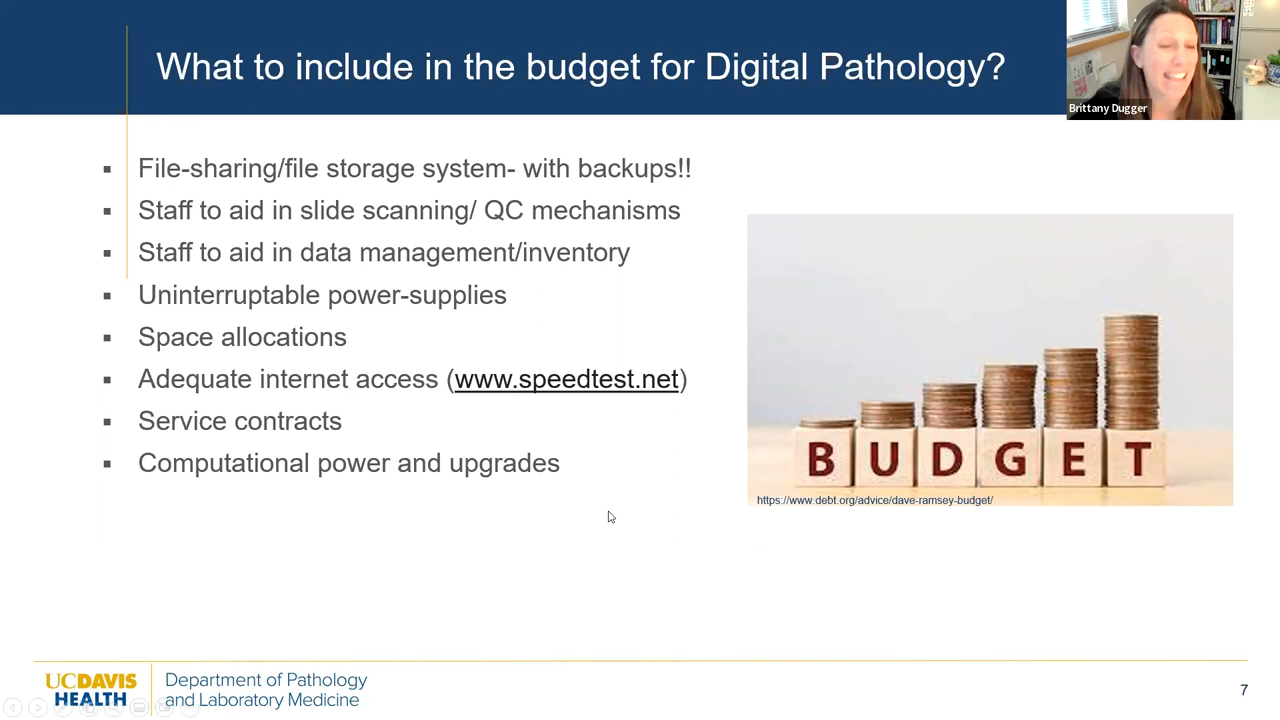 What to include in the budget for Digital Pathology?
Brittany Dugger
▪ File-sharing/file storage system- with backups!!
▪ Staff to aid in slide scanning/ QC mechanisms
▪ Staff to aid in data management/inventory
▪ Uninterruptable power-supplies
▪ Space allocations
▪ Adequate internet access (www.speedtest.net)
▪ Service contracts
▪ Computational power and upgrades
BUDGET
https://www.debt.org/advice/dave-ramsey-budget/
UCDAVIS
HEALTH
Department of Pathology
and Laboratory Medicine
7